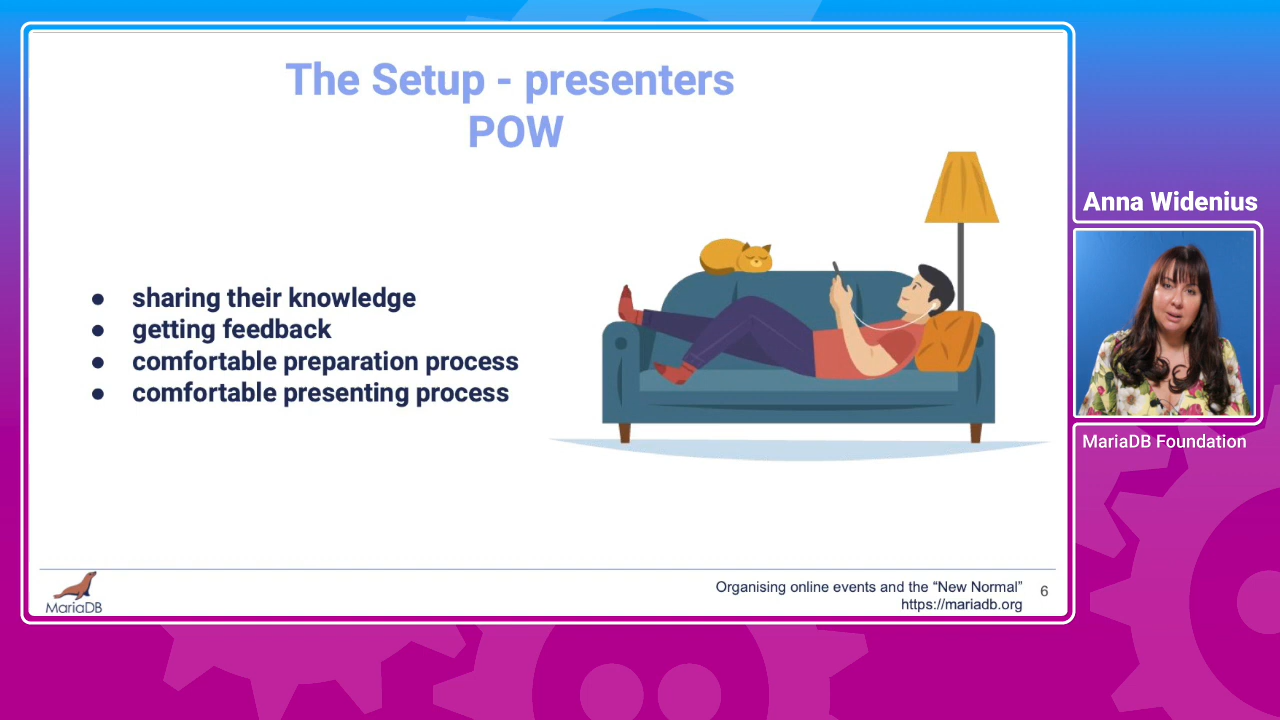 The Setup - presenters
POW
● sharing their knowledge
● getting feedback
● comfortable preparation process
● comfortable presenting process
MariaDB
Organising online events and the “New Normal”
https://mariadb.org
6
Anna Widenius
MariaDB Foundation